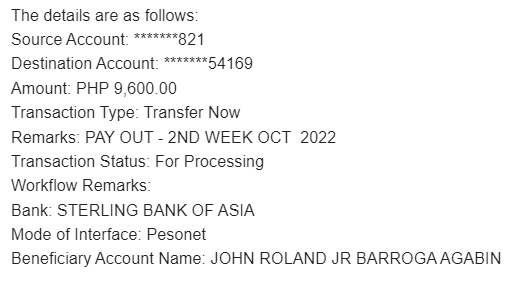 The details are as follows:
Source Account: *******821
Destination Account: *******54169
Amount: PHP 9,600.00
Transaction Type: Transfer Now
Remarks: PAY OUT - 2ND WEEK OCT  2022
Transaction Status: For Processing
Workflow Remarks:
Bank: STERLING BANK OF ASIA
Mode of Interface: Pesonet
Beneficiary Account Name: JOHN ROLAND JR BARROGA AGABIN